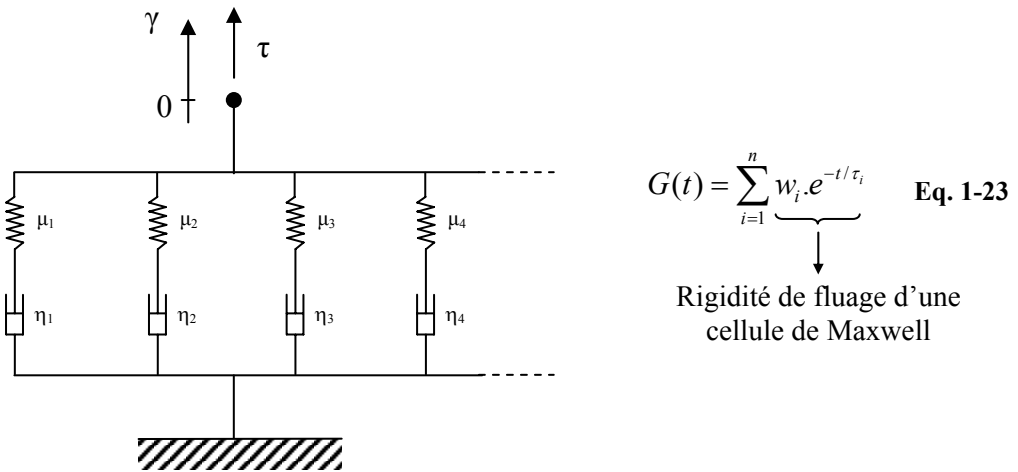 γ
τ
0
μ1 μ2 μ3 μ4
η1 η2 η3 η4
G(t) = \sum_{i=1}^{n} w_i.e^{-t/τ_i} Eq. 1-23
Rigidité de fluage d’une
cellule de Maxwell